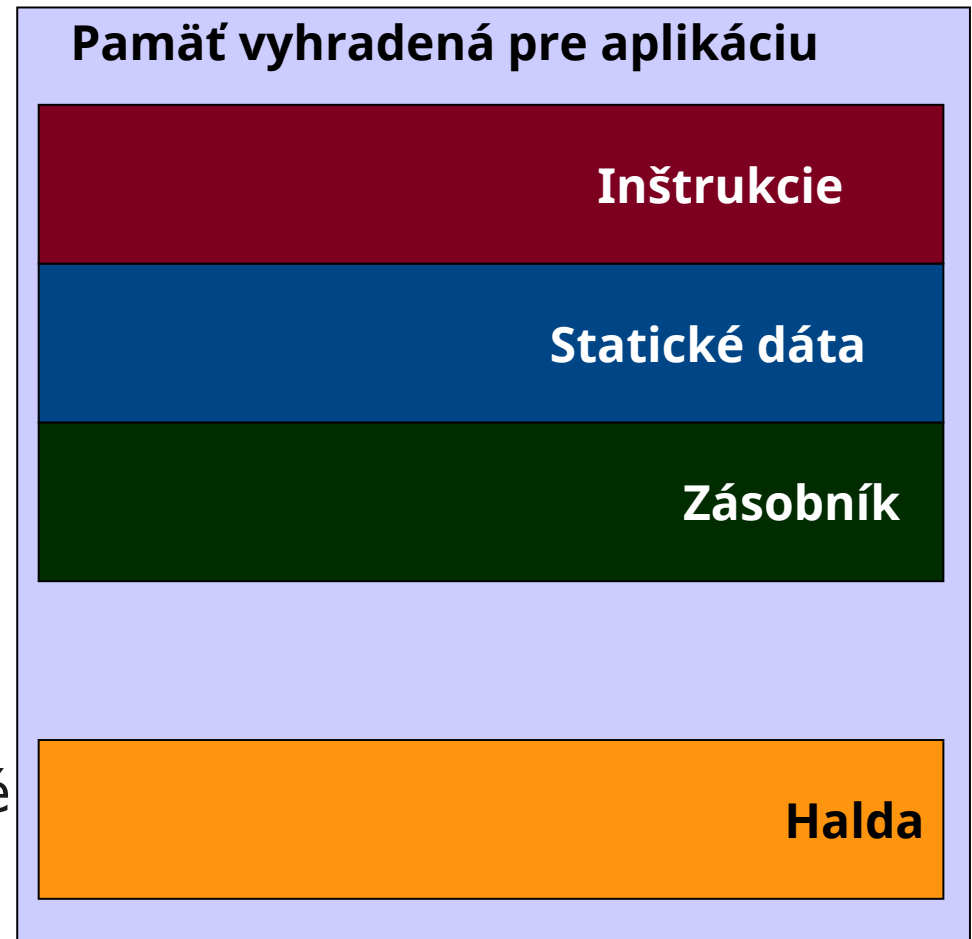 Pamäť vyhradená pre aplikáciu
Inštrukcie
Statické dáta
Zásobník
Halda